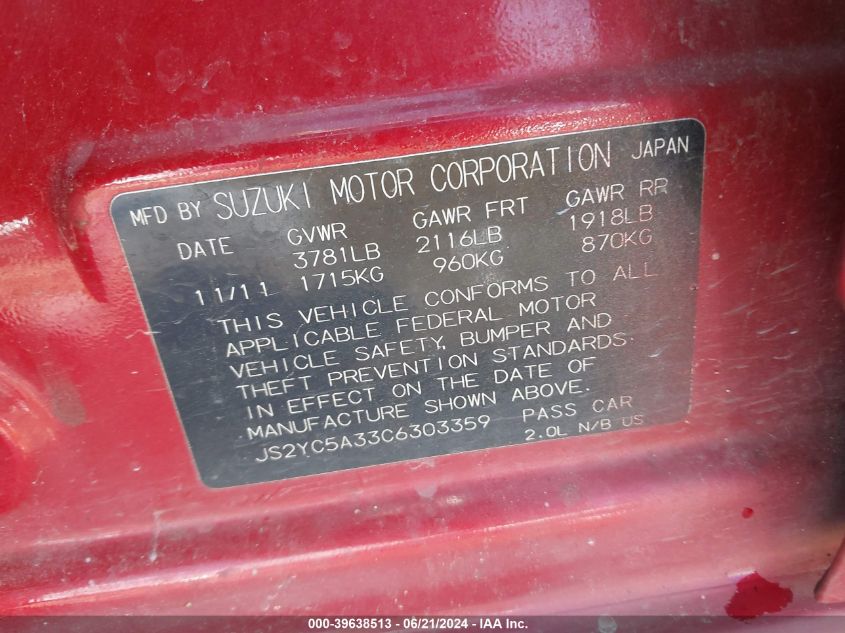 MFD BY SUZUKI MOTOR CORPORATION JAPAN
DATE GVWR GAWR FRT GAWR RR
3781LB 2116LB 1918LB
11/11 1715KG 960KG 870KG
THIS VEHICLE CONFORMS TO ALL
APPLICABLE FEDERAL MOTOR
VEHICLE SAFETY, BUMPER AND
THEFT PREVENTION STANDARDS.
IN EFFECT ON THE DATE OF
MANUFACTURE SHOWN ABOVE.
JS2YC5A33C6303359 PASS CAR
2.0L N/B US
000-39638513 - 06/21/2024 - IAA Inc.